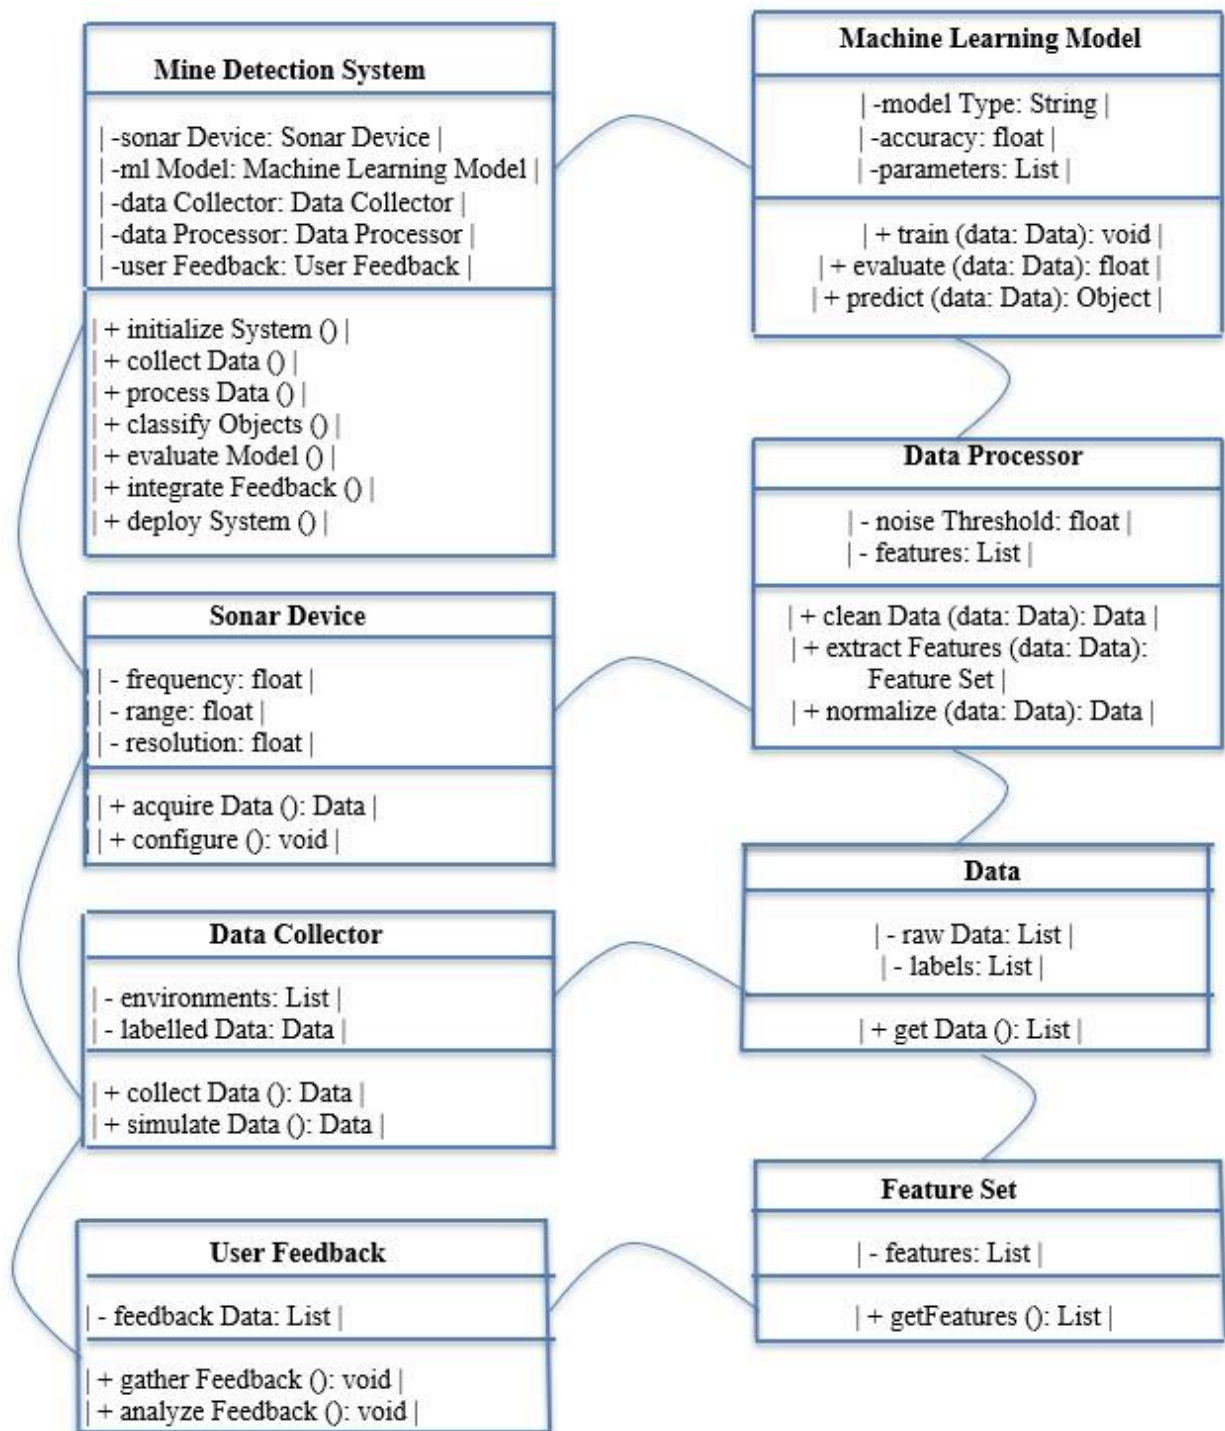 Mine Detection System
| -sonar Device: Sonar Device |
| -ml Model: Machine Learning Model |
| -data Collector: Data Collector |
| -data Processor: Data Processor |
| -user Feedback: User Feedback |
| + initialize System () |
| + collect Data () |
| + process Data () |
| + classify Objects () |
| + evaluate Model () |
| + integrate Feedback () |
| + deploy System () |
Sonar Device
| - frequency: float |
| - range: float |
| - resolution: float |
| + acquire Data (): Data |
| + configure (): void |
Data Collector
| - environments: List |
| - labelled Data: Data |
| + collect Data (): Data |
| + simulate Data (): Data |
User Feedback
| - feedback Data: List |
| + gather Feedback (): void |
| + analyze Feedback (): void |
Machine Learning Model
| -model Type: String |
| -accuracy: float |
| -parameters: List |
| + train (data: Data): void |
| + evaluate (data: Data): float |
| + predict (data: Data): Object |
Data Processor
| - noise Threshold: float |
| - features: List |
| + clean Data (data: Data): Data |
| + extract Features (data: Data):
Feature Set |
| + normalize (data: Data): Data |
Data
| - raw Data: List |
| - labels: List |
| + get Data (): List |
Feature Set
| - features: List |
| + getFeatures (): List |